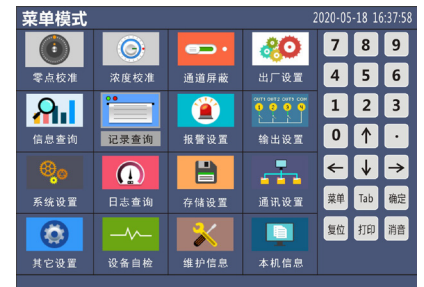 菜单模式 2020-05-18 16:37:58
零点校准 浓度校准 通道屏蔽 出厂设置 7 8 9
4 5 6
OUT1 OUT2 OUT3 COM
信息查询 记录查询 报警设置 输出设置 1 2 3
0 ↑ ·
← ↓ →
系统设置 日志查询 存储设置 通讯设置 菜单 Tab 确定
复位 打印 消音
其它设置 设备自检 维护信息 本机信息